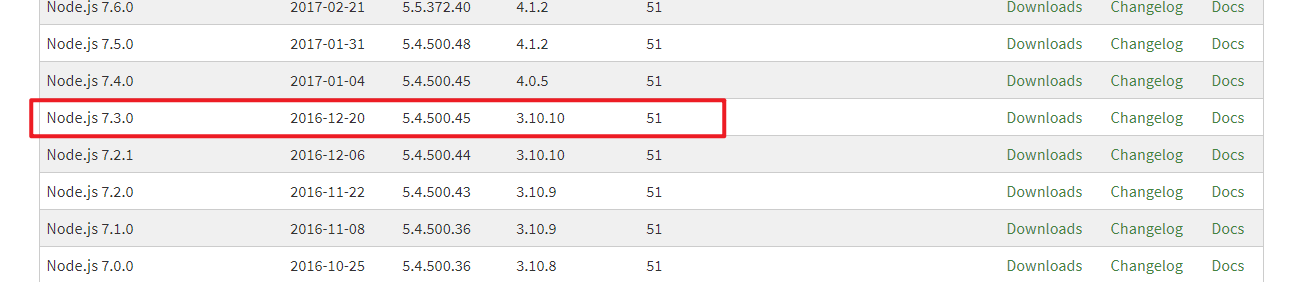 Node.js 7.6.0 2017-02-21 5.5.372.40 4.1.2 51 Downloads Changelog Docs
Node.js 7.5.0 2017-01-31 5.4.500.48 4.1.2 51 Downloads Changelog Docs
Node.js 7.4.0 2017-01-04 5.4.500.45 4.0.5 51 Downloads Changelog Docs
Node.js 7.3.0 2016-12-20 5.4.500.45 3.10.10 51 Downloads Changelog Docs
Node.js 7.2.1 2016-12-06 5.4.500.44 3.10.10 51 Downloads Changelog Docs
Node.js 7.2.0 2016-11-22 5.4.500.43 3.10.9 51 Downloads Changelog Docs
Node.js 7.1.0 2016-11-08 5.4.500.36 3.10.9 51 Downloads Changelog Docs
Node.js 7.0.0 2016-10-25 5.4.500.36 3.10.8 51 Downloads Changelog Docs